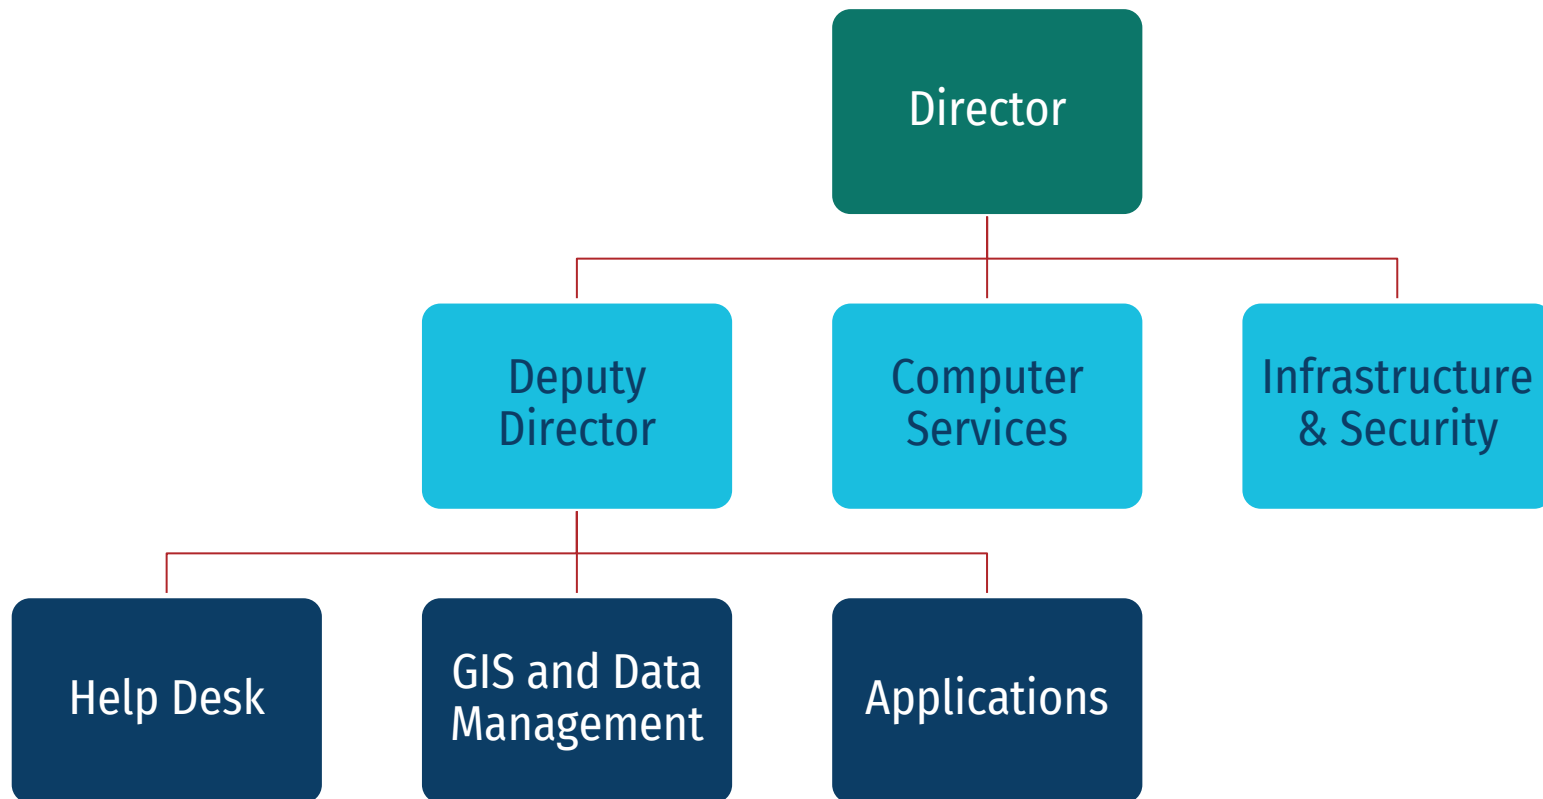 Director
Deputy
Director
Computer
Services
Infrastructure
& Security
Help Desk
GIS and Data
Management
Applications